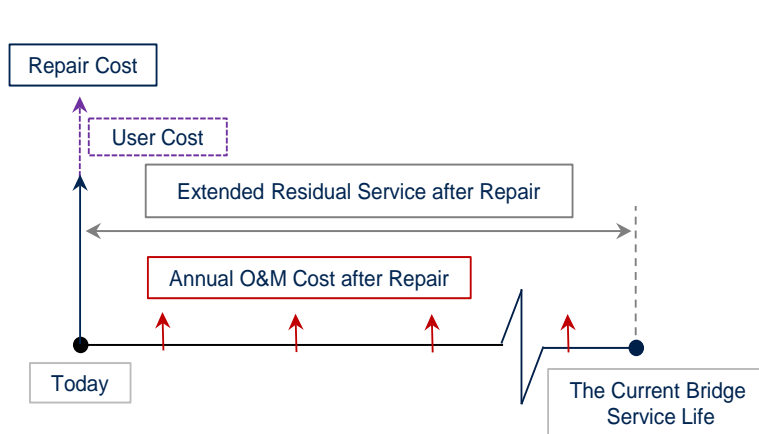 Repair Cost
User Cost
Extended Residual Service after Repair
Annual O&M Cost after Repair
Today
The Current Bridge
Service Life